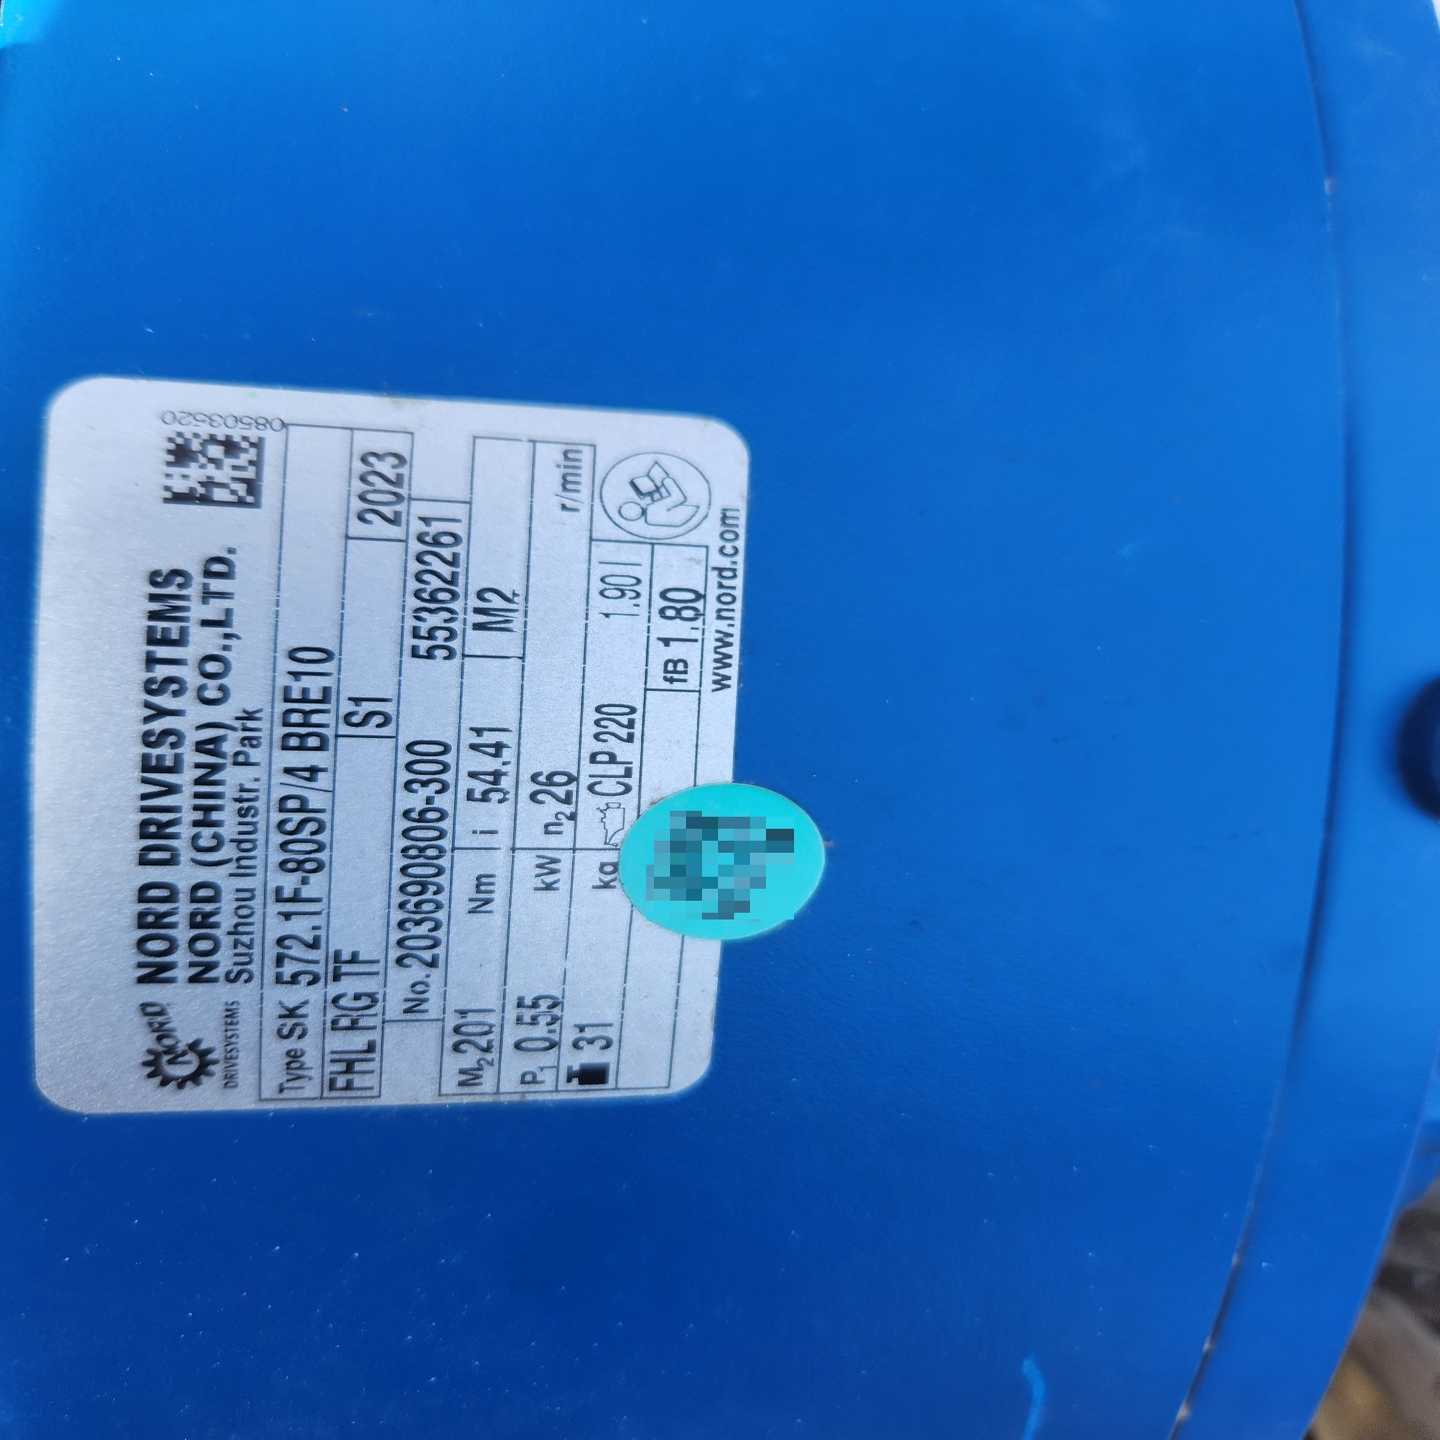 08503520
NORD
DRIVESYSTEMS
NORD DRIVESYSTEMS
NORD (CHINA) CO.,LTD.
Suzhou Industr. Park
Type SK 572.1F-80SP/4 BRE10
FHL RG TF S1 2023
No. 203690806-300 55362261
M2 201 Nm i 54.41 M2
P1 0.55 kW n2 26 r/min
31 kg CLP 220 1.90 l
fB 1.80
www.nord.com